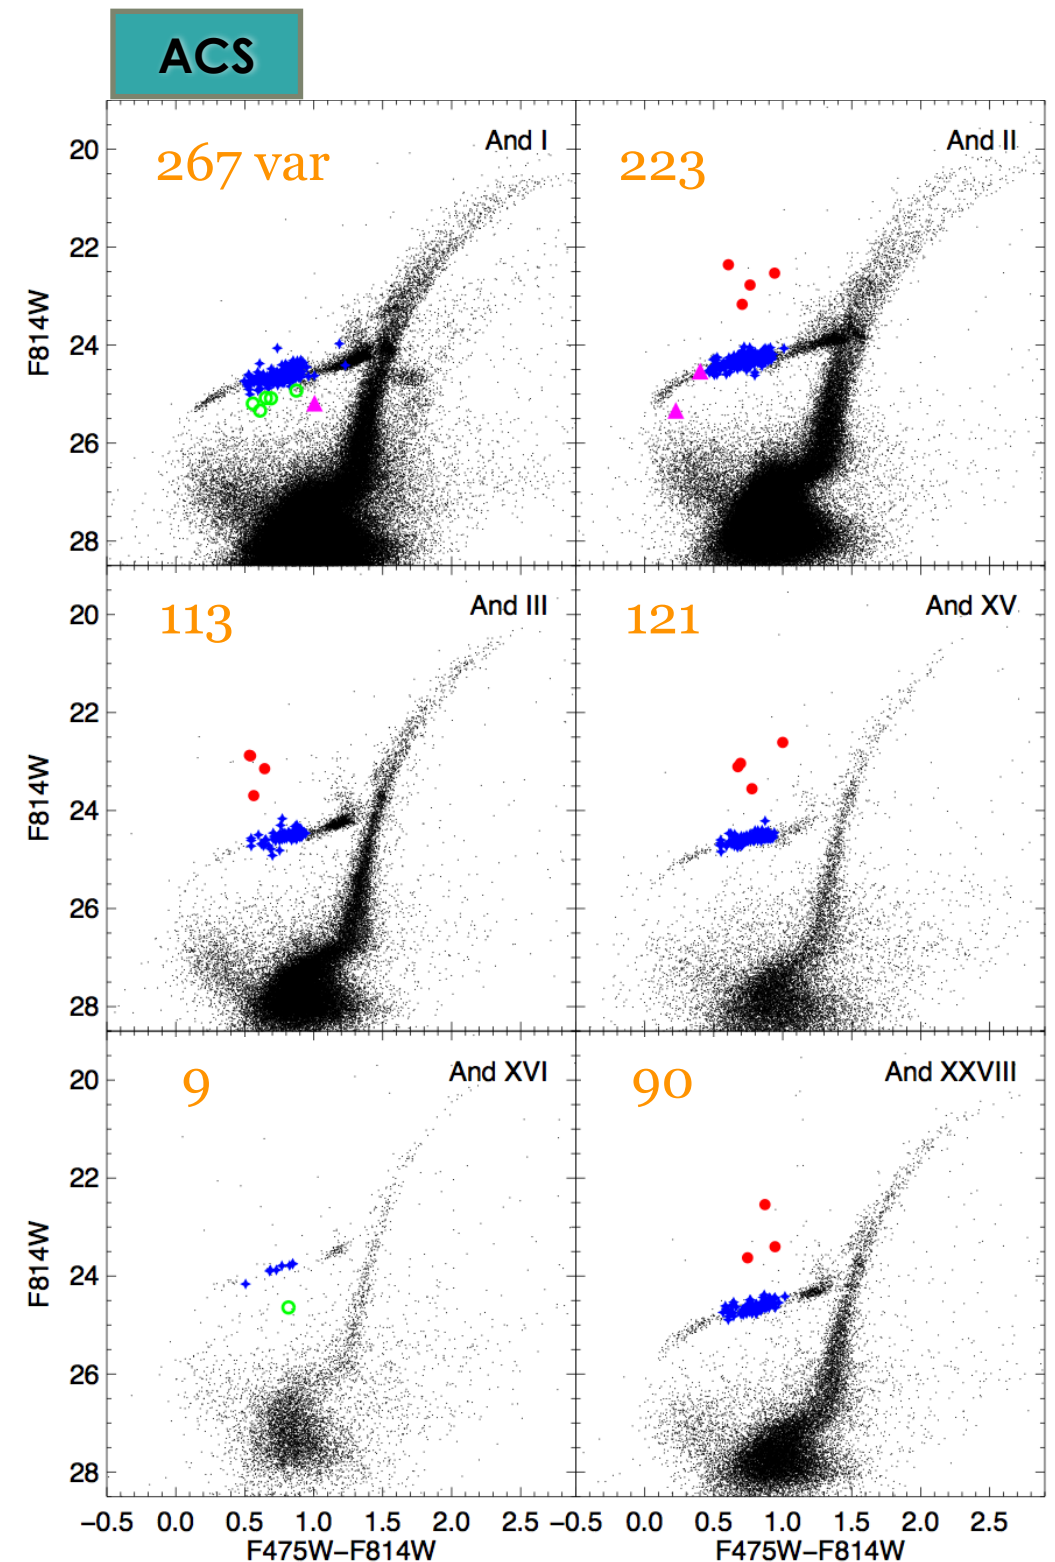 ACS
And I
267 var
20
22
24
26
28
F814W
And II
223
And III
113
20
22
24
26
28
F814W
And XV
121
And XVI
9
20
22
24
26
28
F814W
And XXVIII
90
−0.5 0.0 0.5 1.0 1.5 2.0 2.5
F475W−F814W
−0.5 0.0 0.5 1.0 1.5 2.0 2.5
F475W−F814W